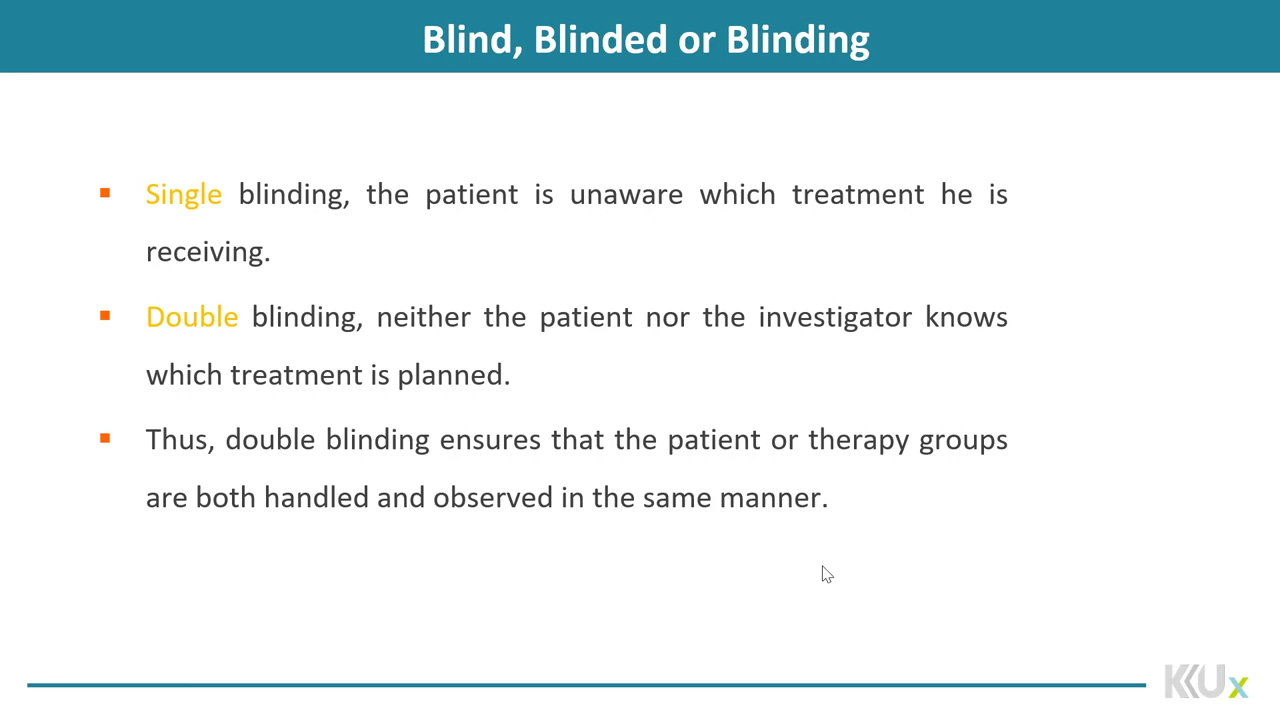 Blind, Blinded or Blinding
Single blinding, the patient is unaware which treatment he is
receiving.
Double blinding, neither the patient nor the investigator knows
which treatment is planned.
Thus, double blinding ensures that the patient or therapy groups
are both handled and observed in the same manner.
KKUx